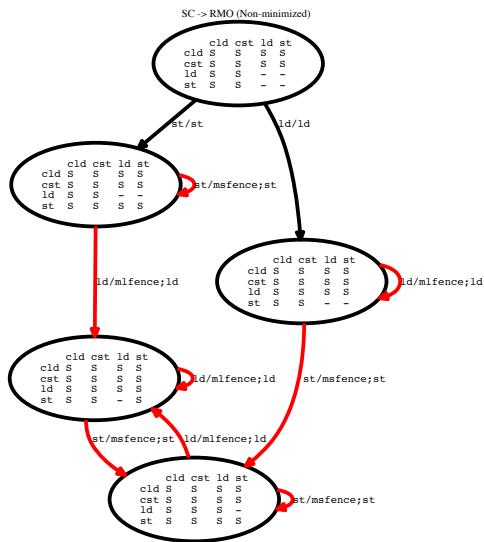 SC -> RMO (Non-minimized)
cld cst ld st
cld S S S S
cst S S S S
ld S S - -
st S S - -
st/st
ld/ld
cld cst ld st
cld S S S S
cst S S S S
ld S S - -
st S S S S
st/msfence;st
cld cst ld st
cld S S S S
cst S S S S
ld S S S S
st S S - -
ld/mlfence;ld
ld/mlfence;ld
cld cst ld st
cld S S S S
cst S S S S
ld S S S S
st S S - S
ld/mlfence;ld
st/msfence;st
st/msfence;st
ld/mlfence;ld
cld cst ld st
cld S S S S
cst S S S S
ld S S S -
st S S S S
st/msfence;st